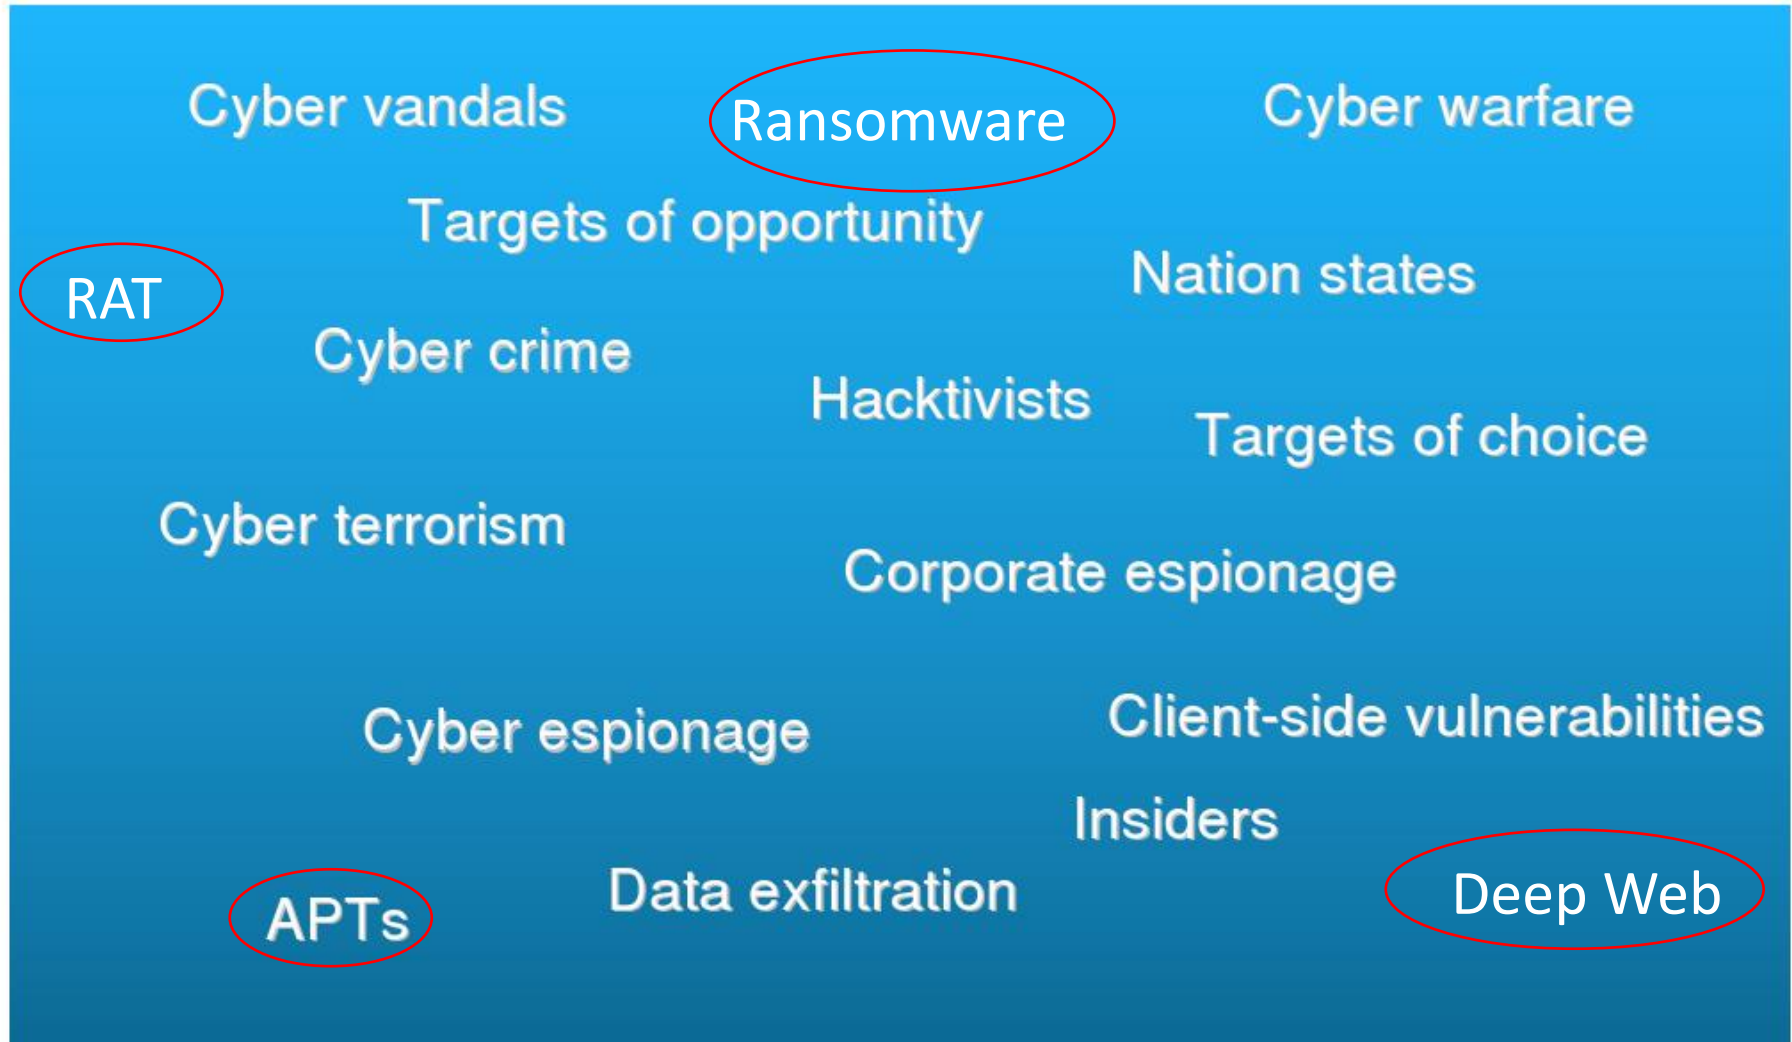 Cyber vandals
Ransomware
Cyber warfare
Targets of opportunity
Nation states
RAT
Cyber crime
Hacktivists
Targets of choice
Cyber terrorism
Corporate espionage
Client-side vulnerabilities
Cyber espionage
Insiders
Data exfiltration
Deep Web
APTs